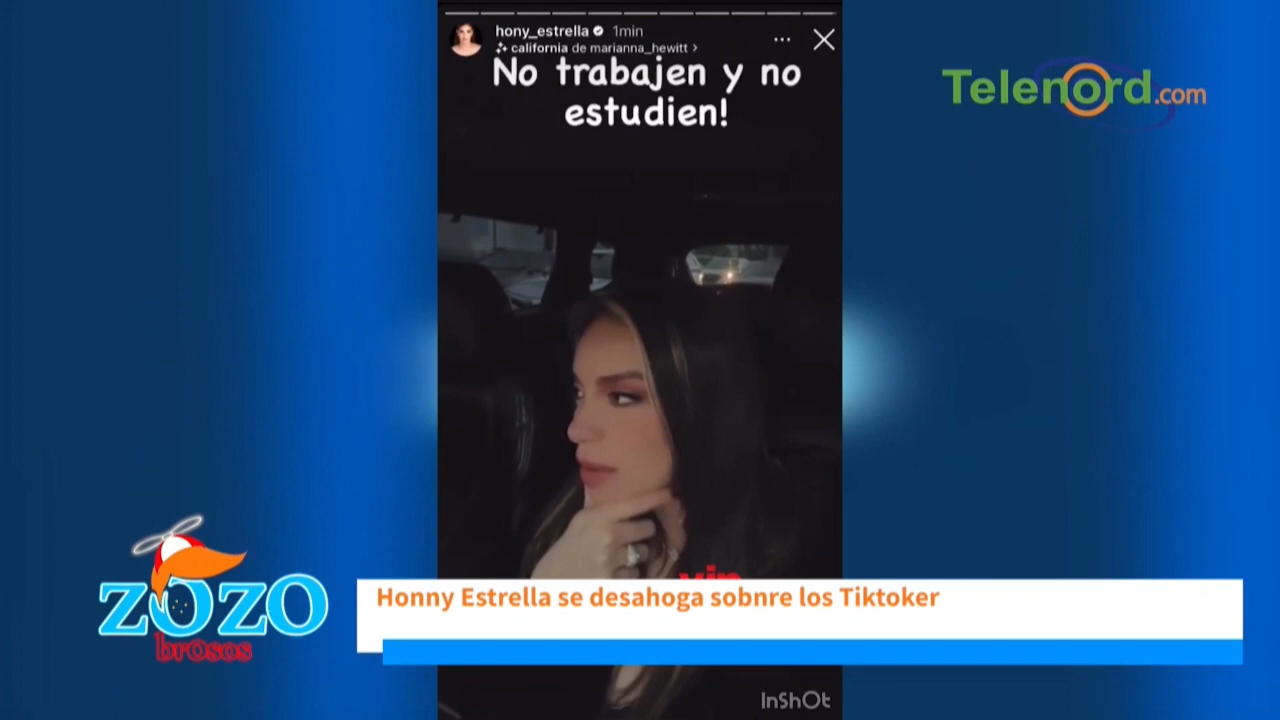 hony_estrella 1min
california de marianna_hewitt >
No trabajen y no
estudien!
Telenord.com
vip
ZOZO
brosos
Honny Estrella se desahoga sobnre los Tiktoker
InShOt